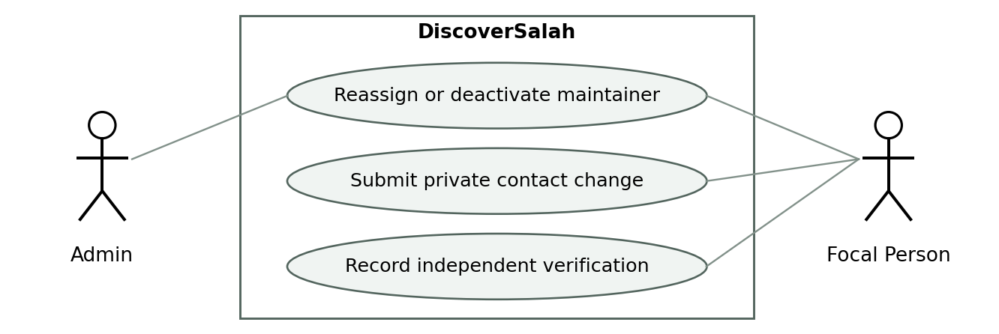 DiscoverSalah
Reassign or deactivate maintainer
Submit private contact change
Record independent verification
Admin
Focal Person